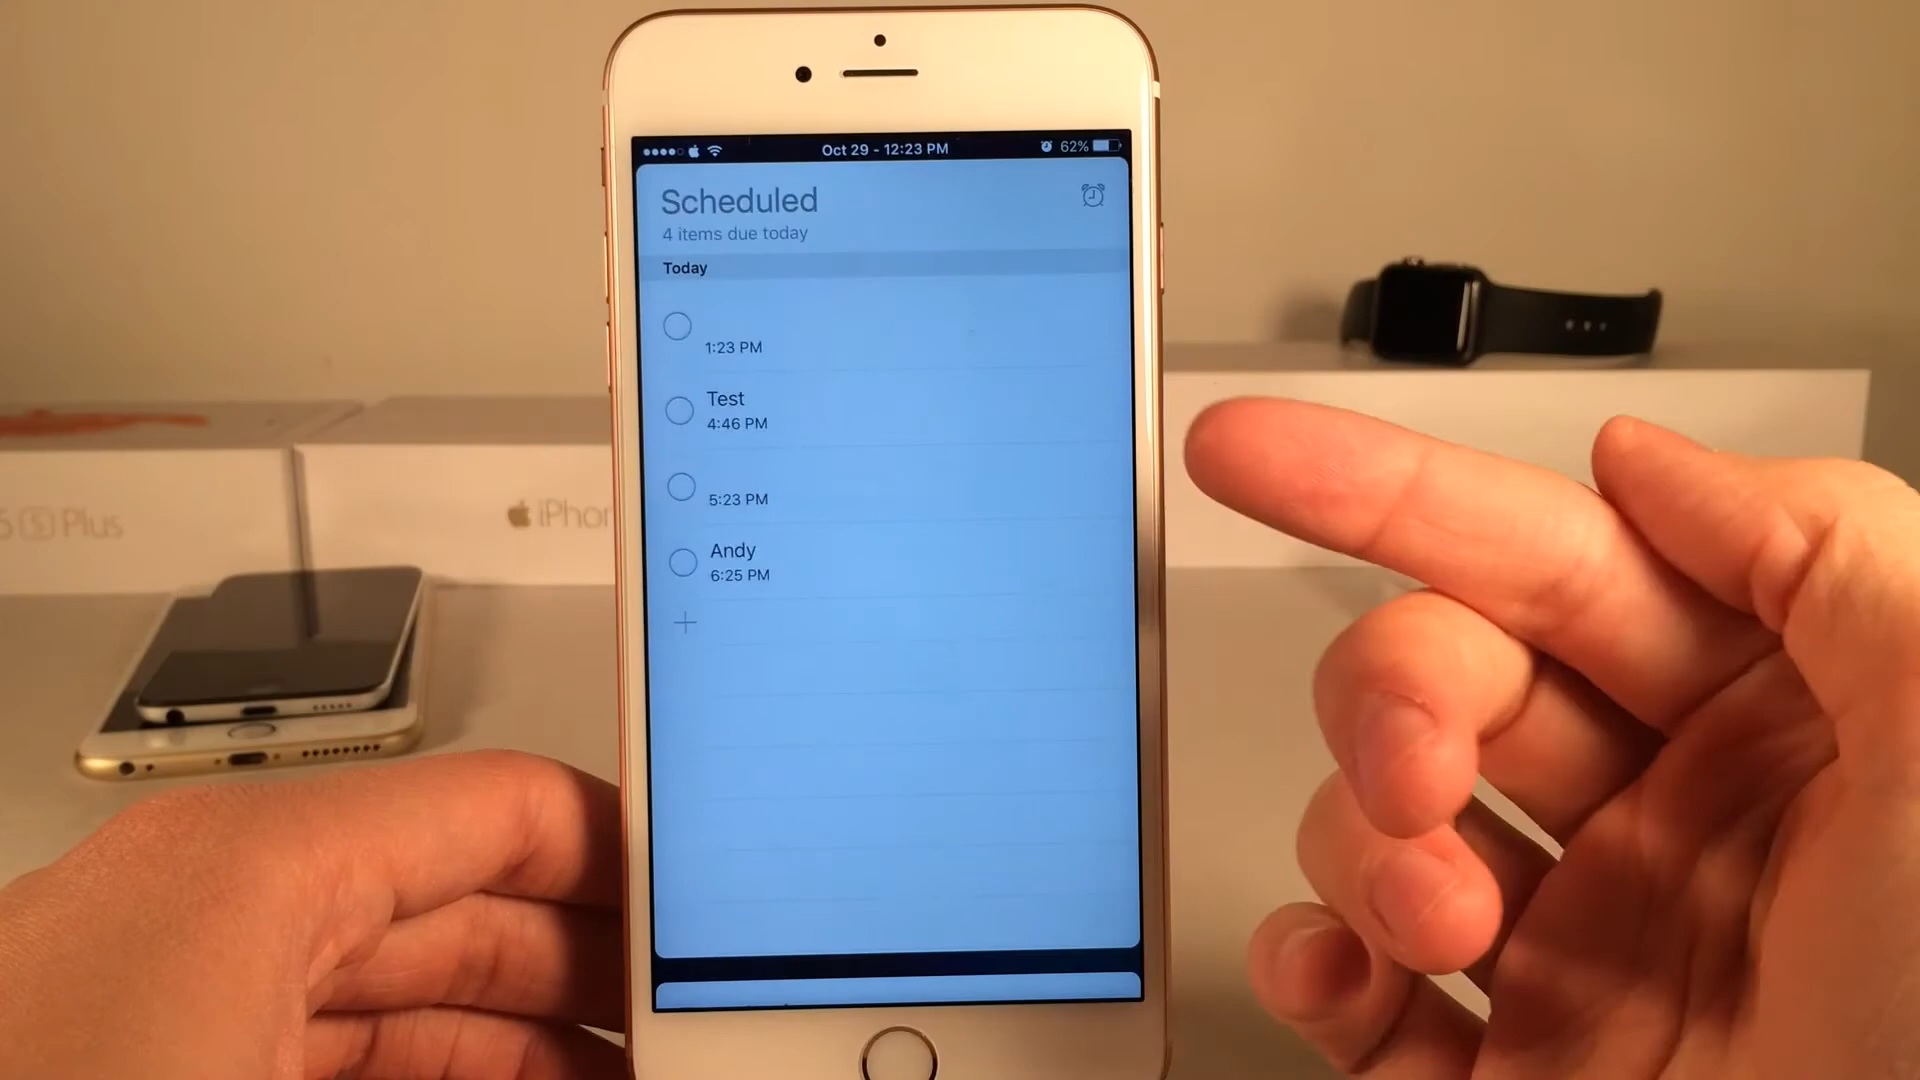 Oct 29 - 12:23 PM
62%
Scheduled
4 items due today
Today
1:23 PM
Test
4:46 PM
5:23 PM
Andy
6:25 PM
6S Plus
iPhon